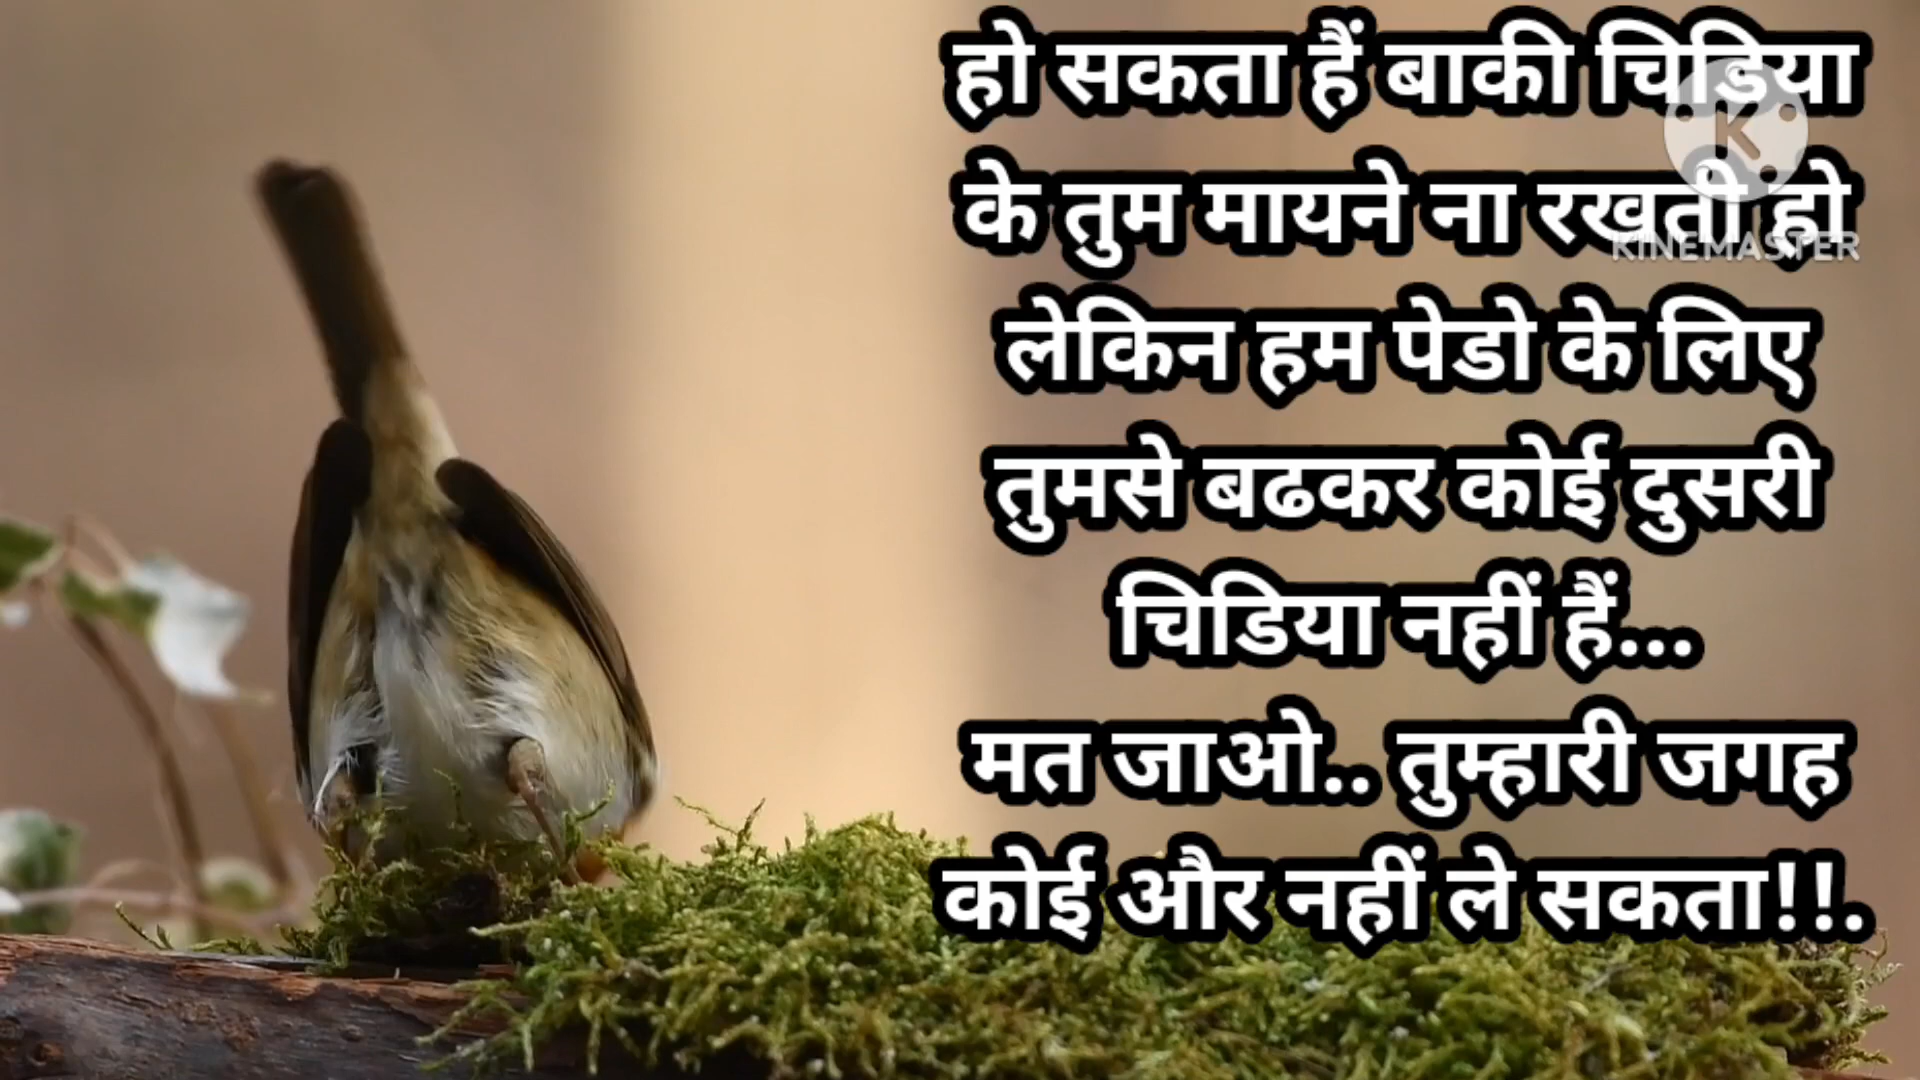 हो सकता हैं बाकी चिडिया
के तुम मायने ना रखती हो
KINEMASTER
लेकिन हम पेडो के लिए
तुमसे बढकर कोई दुसरी
चिडिया नहीं हैं...
मत जाओ.. तुम्हारी जगह
कोई और नहीं ले सकता!!.